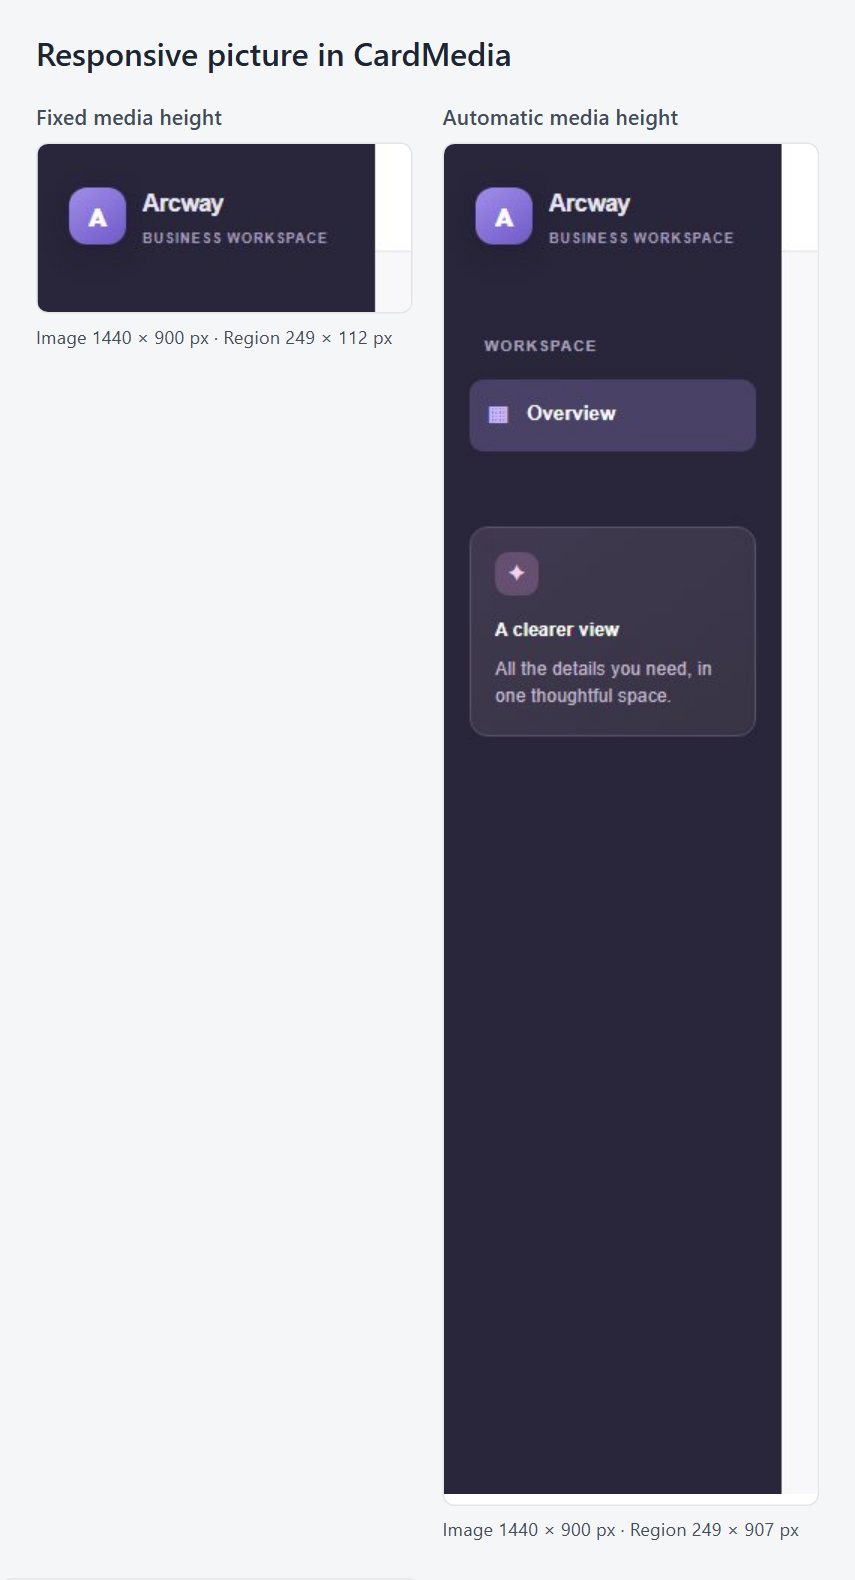 Responsive picture in CardMedia
Fixed media height
A
Arcway
BUSINESS WORKSPACE
Image 1440 × 900 px · Region 249 × 112 px
Automatic media height
A
Arcway
BUSINESS WORKSPACE
WORKSPACE
Overview
A clearer view
All the details you need, in
one thoughtful space.
Image 1440 × 900 px · Region 249 × 907 px